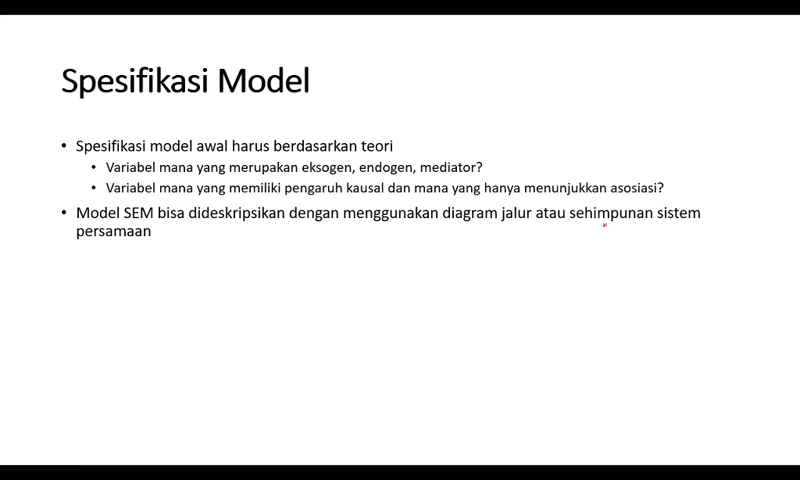 Spesifikasi Model
• Spesifikasi model awal harus berdasarkan teori
• Variabel mana yang merupakan eksogen, endogen, mediator?
• Variabel mana yang memiliki pengaruh kausal dan mana yang hanya menunjukkan asosiasi?
• Model SEM bisa dideskripsikan dengan menggunakan diagram jalur atau sehimpunan sistem
persamaan